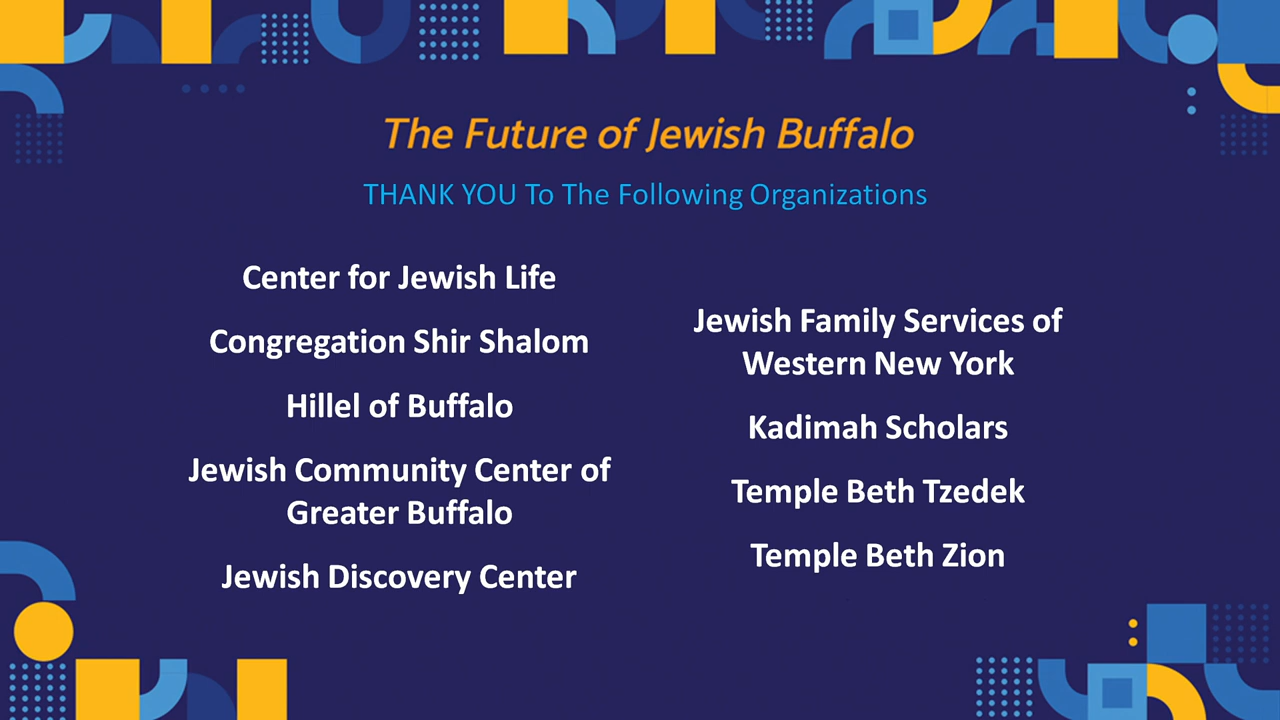 The Future of Jewish Buffalo
THANK YOU To The Following Organizations
Center for Jewish Life
Congregation Shir Shalom
Hillel of Buffalo
Jewish Community Center of
Greater Buffalo
Jewish Discovery Center
Jewish Family Services of
Western New York
Kadimah Scholars
Temple Beth Tzedek
Temple Beth Zion